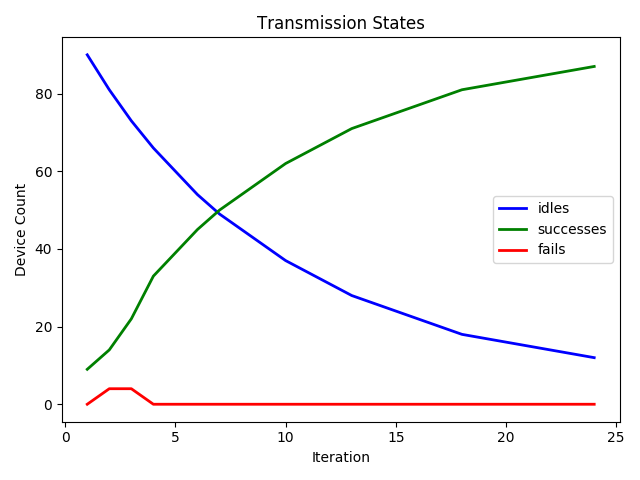 Transmission States
Device Count
80
60
40
20
0
0 5 10 15 20 25
Iteration
idles
successes
fails